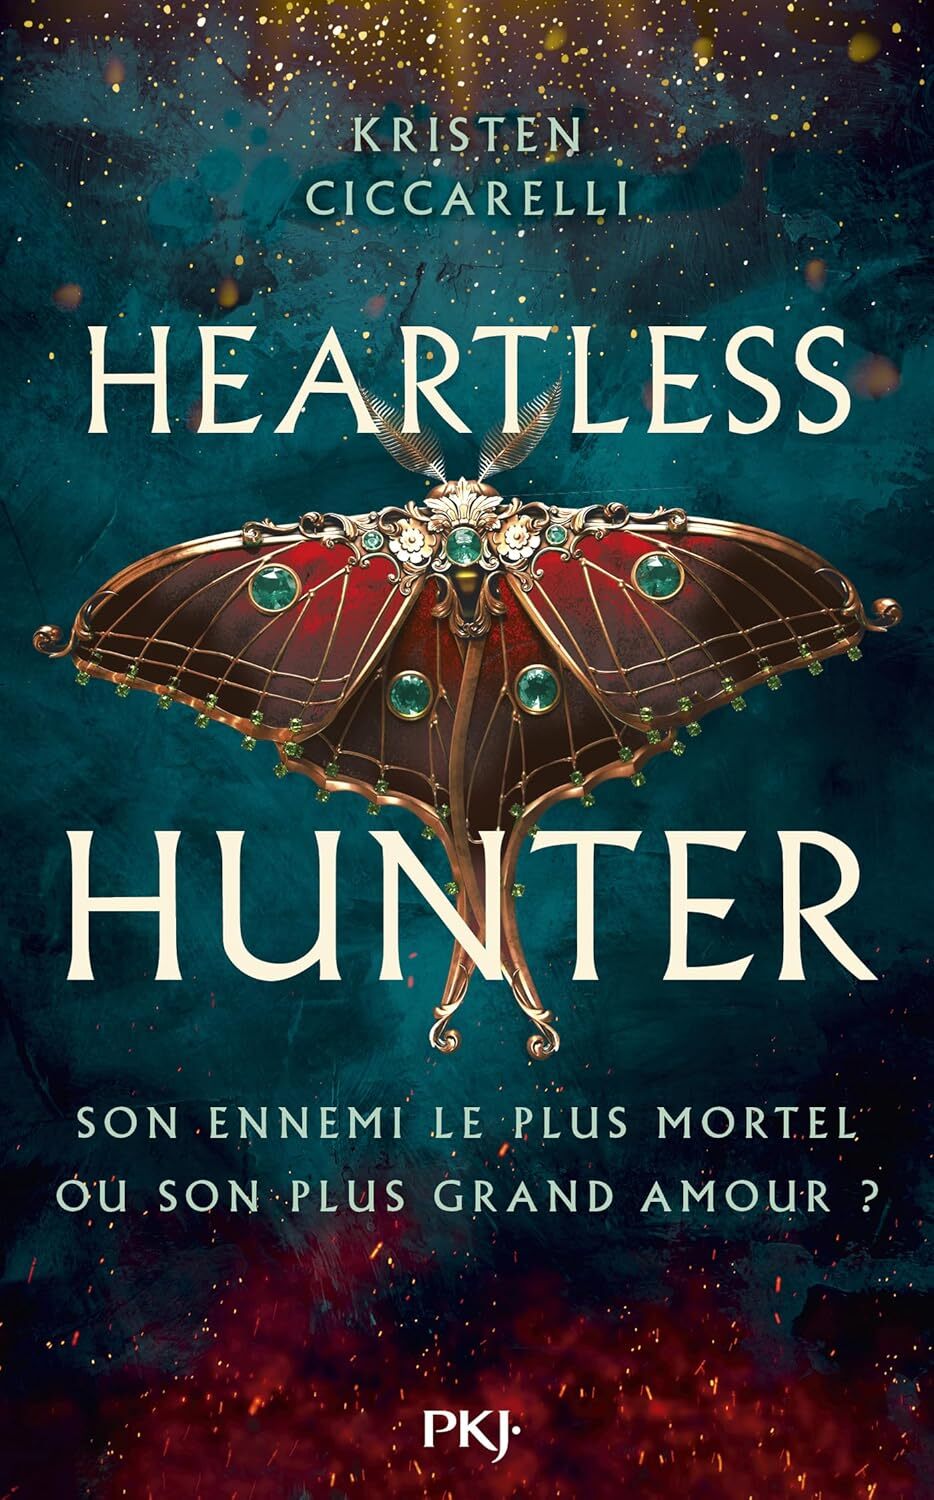 KRISTEN
CICCARELLI
HEARTLESS
HUNTER
SON ENNEMI LE PLUS MORTEL
OU SON PLUS GRAND AMOUR ?
PKJ.